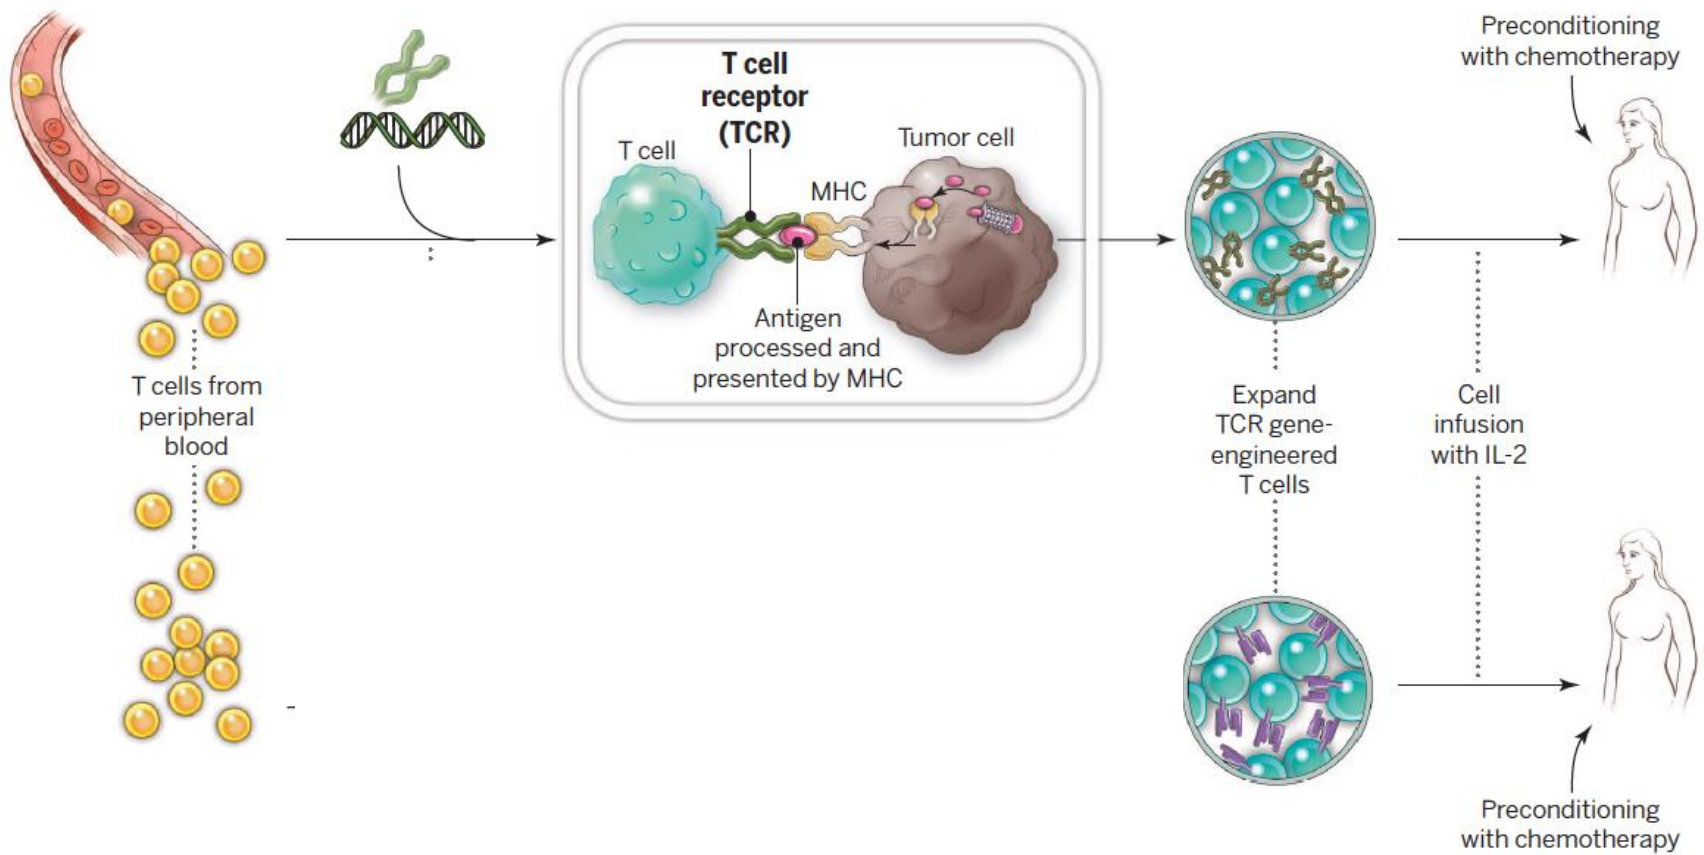 Preconditioning
with chemotherapy
T cell
receptor
(TCR)
T cell
Tumor cell
MHC
Antigen
processed and
presented by MHC
T cells from
peripheral
blood
Expand
TCR gene-
engineered
T cells
Cell
infusion
with IL-2
Preconditioning
with chemotherapy